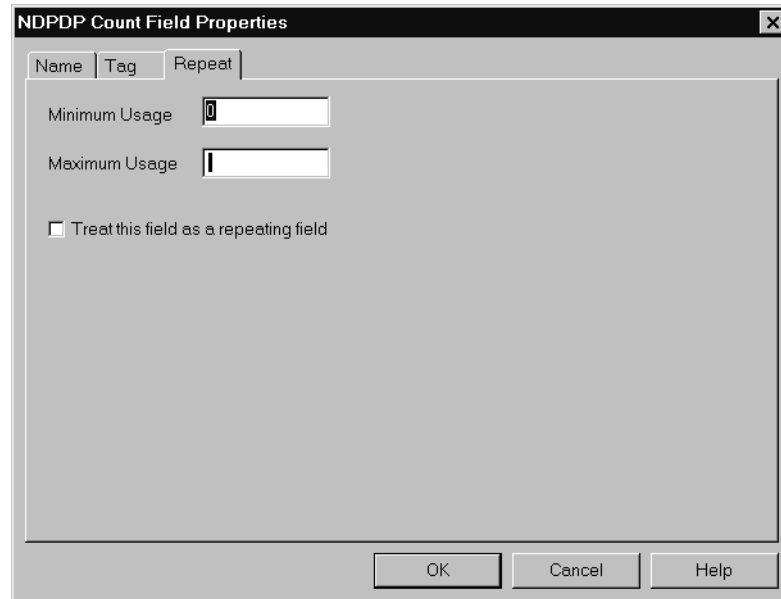 NDPDP Count Field Properties
Name Tag Repeat
Minimum Usage 0
Maximum Usage
Treat this field as a repeating field
OK Cancel Help